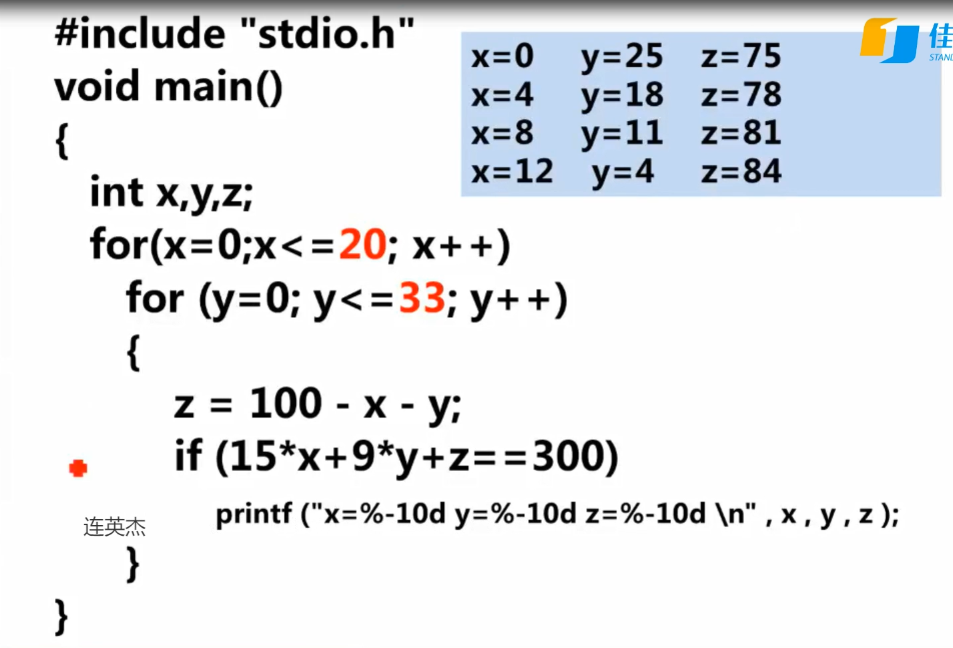 #include "stdio.h"
void main()
{
int x,y,z;
for(x=0;x<=20; x++)
for (y=0; y<=33; y++)
{
z = 100 - x - y;
if (15*x+9*y+z==300)
printf ("x=%-10d y=%-10d z=%-10d \n" , x , y , z );
}
}
x=0 y=25 z=75
x=4 y=18 z=78
x=8 y=11 z=81
x=12 y=4 z=84
佳
STAND
连英杰